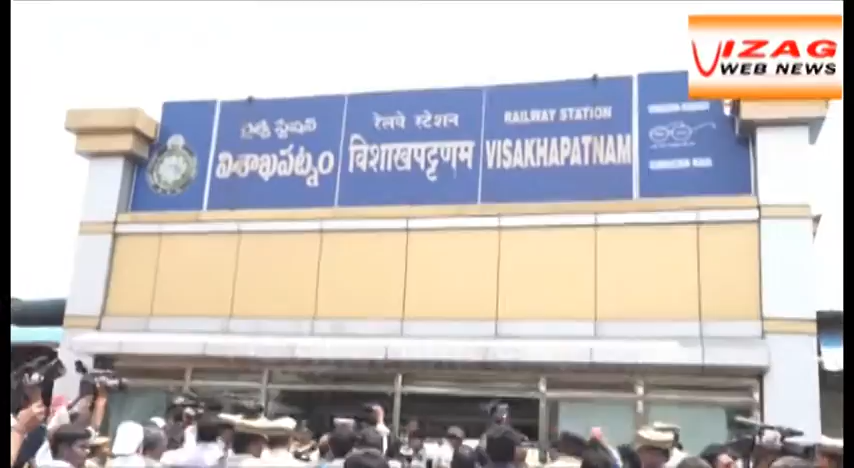 VIZAG
WEB NEWS
రైల్వే స్టేషన్
విశాఖపట్నం
रेलवे स्टेशन
विशाखपट्टणम
RAILWAY STATION
VISAKHAPATNAM